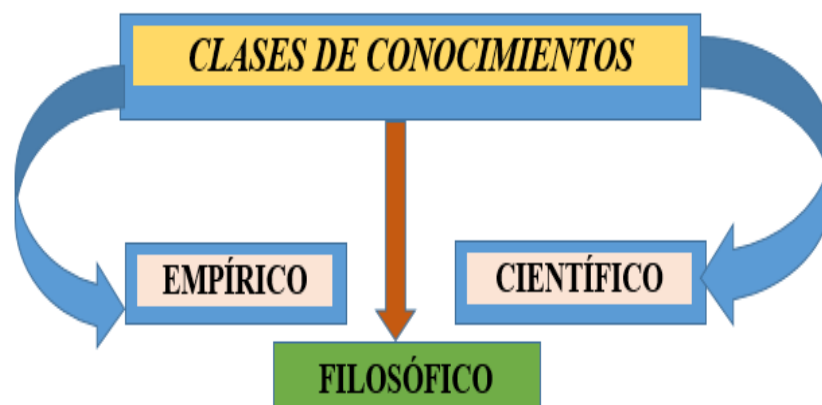 CLASES DE CONOCIMIENTOS
EMPÍRICO
CIENTÍFICO
FILOSÓFICO